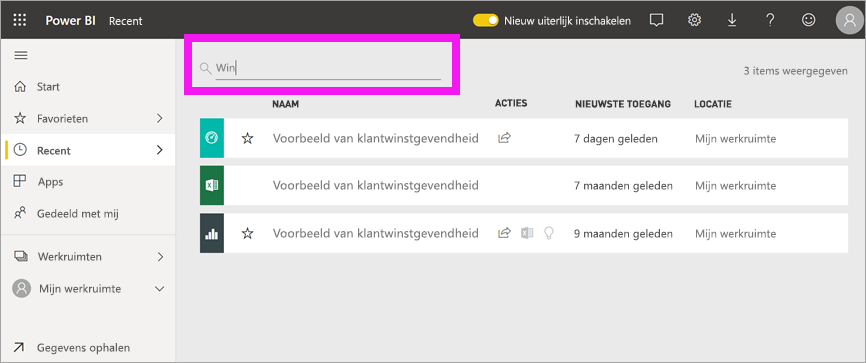 Power BI Recent Nieuw uiterlijk inschakelen
Win
3 items weergegeven
Start
Favorieten
Recent
Apps
Gedeeld met mij
Werkruimten
Mijn werkruimte
Gegevens ophalen
NAAM ACTIES NIEUWSTE TOEGANG LOCATIE
Voorbeeld van klantwinstgevendheid 7 dagen geleden Mijn werkruimte
Voorbeeld van klantwinstgevendheid 7 maanden geleden Mijn werkruimte
Voorbeeld van klantwinstgevendheid 9 maanden geleden Mijn werkruimte